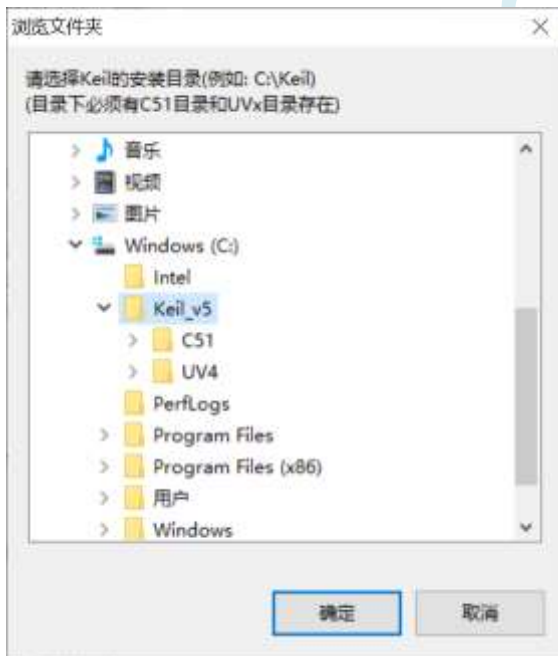 浏览文件夹
请选择Keil的安装目录(例如: C:\Keil)
(目录下必须有C51目录和UVx目录存在)
音乐
视频
图片
Windows (C:)
Intel
Keil_v5
C51
UV4
PerfLogs
Program Files
Program Files (x86)
用户
Windows
确定
取消